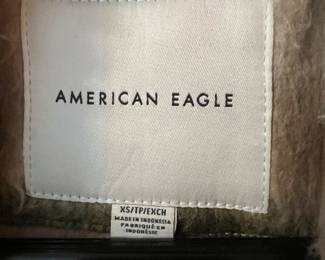 AMERICAN EAGLE
XS/TP/EXCH
MADE IN INDONESIA
FABRIQUÉ EN
INDONÉSIE